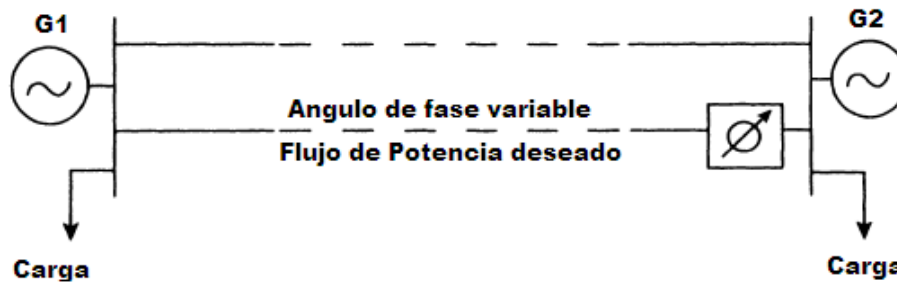 G1
G2
Angulo de fase variable
Flujo de Potencia deseado
Carga
Carga